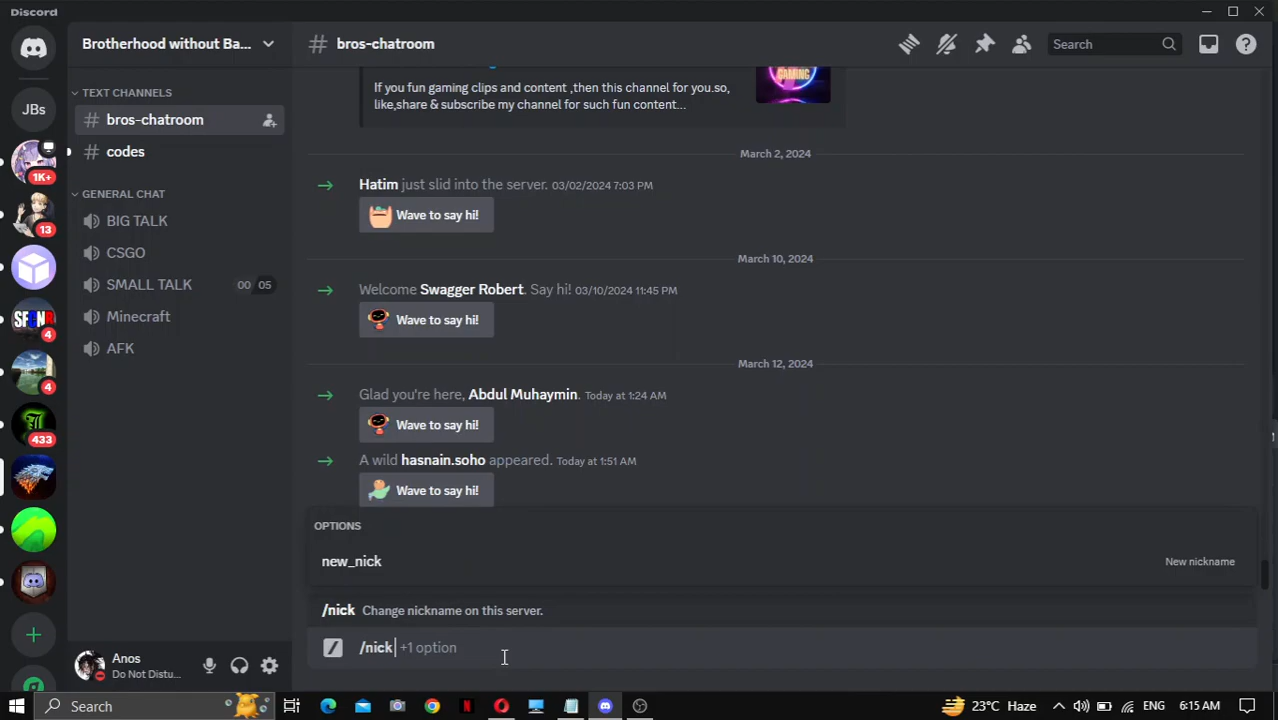 Discord
Brotherhood without Ba...
bros-chatroom
Search
JBs
TEXT CHANNELS
bros-chatroom
codes
GENERAL CHAT
BIG TALK
CSGO
SMALL TALK 00 05
Minecraft
AFK
1K+
13
4
4
433
GAMING
If you fun gaming clips and content ,then this channel for you.so,
like,share & subscribe my channel for such fun content...
March 2, 2024
Hatim just slid into the server. 03/02/2024 7:03 PM
Wave to say hi!
March 10, 2024
Welcome Swagger Robert. Say hi! 03/10/2024 11:45 PM
Wave to say hi!
March 12, 2024
Glad you're here, Abdul Muhaymin. Today at 1:24 AM
Wave to say hi!
A wild hasnain.soho appeared. Today at 1:51 AM
Wave to say hi!
OPTIONS
new_nick New nickname
/nick Change nickname on this server.
/nick +1 option
Anos
Do Not Distu...
Search
23°C Haze
ENG
6:15 AM